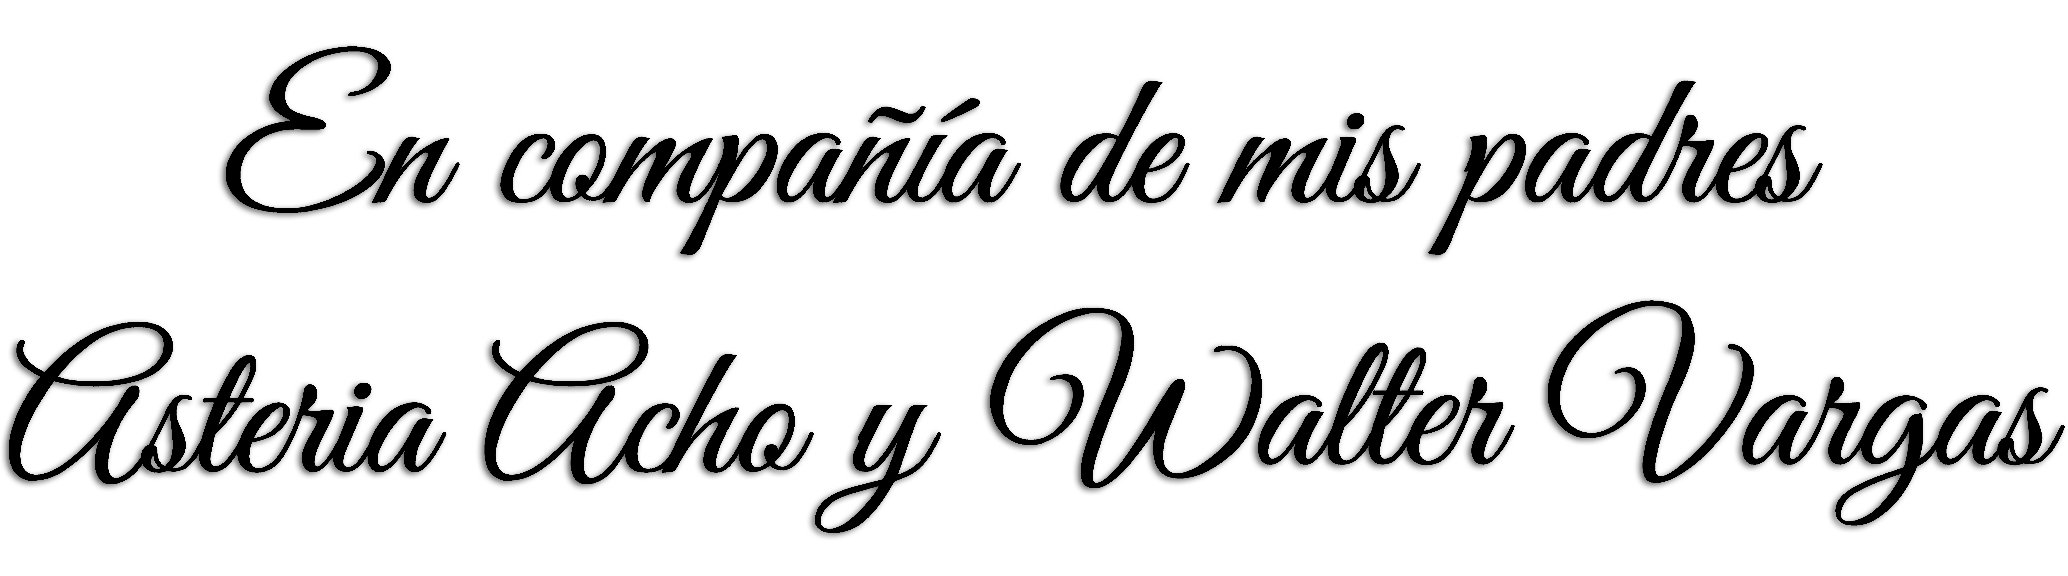 En compañía de mis padres
Asteria Acho y Walter Vargas